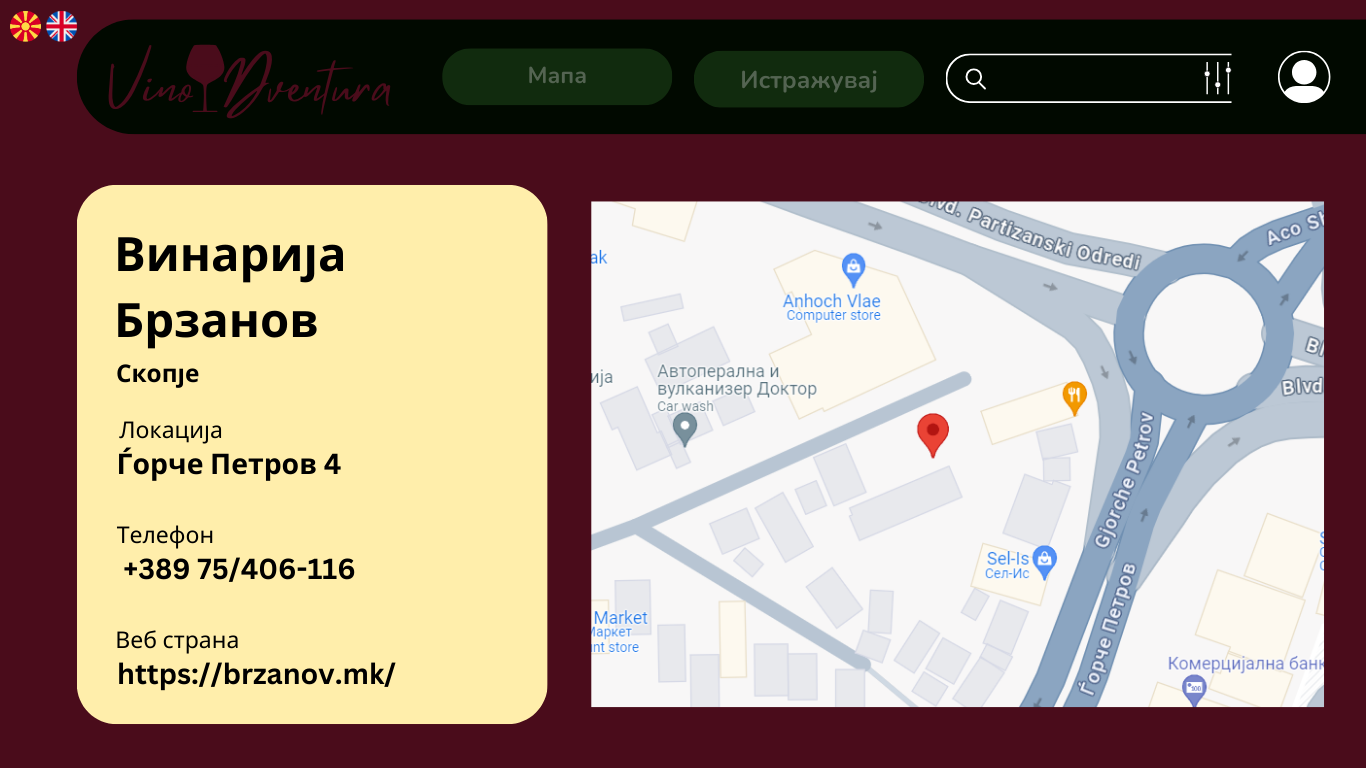 VinoDventura
Мапа
Истражувај
Винарија
Брзанов
Скопје
Локација
Ѓорче Петров 4
Телефон
+389 75/406-116
Веб страна
https://brzanov.mk/
Blvd. Partizanski Odredi
Aco Sh
ak
Anhoch Vlae
Computer store
ија
Автоперална и
вулканизер Доктор
Car wash
Blvd
Gjorche Petrov
Sel-Is
Сел-Ис
Ѓорче Петров
Market
Маркет
nt store
Комерцијална банк
100